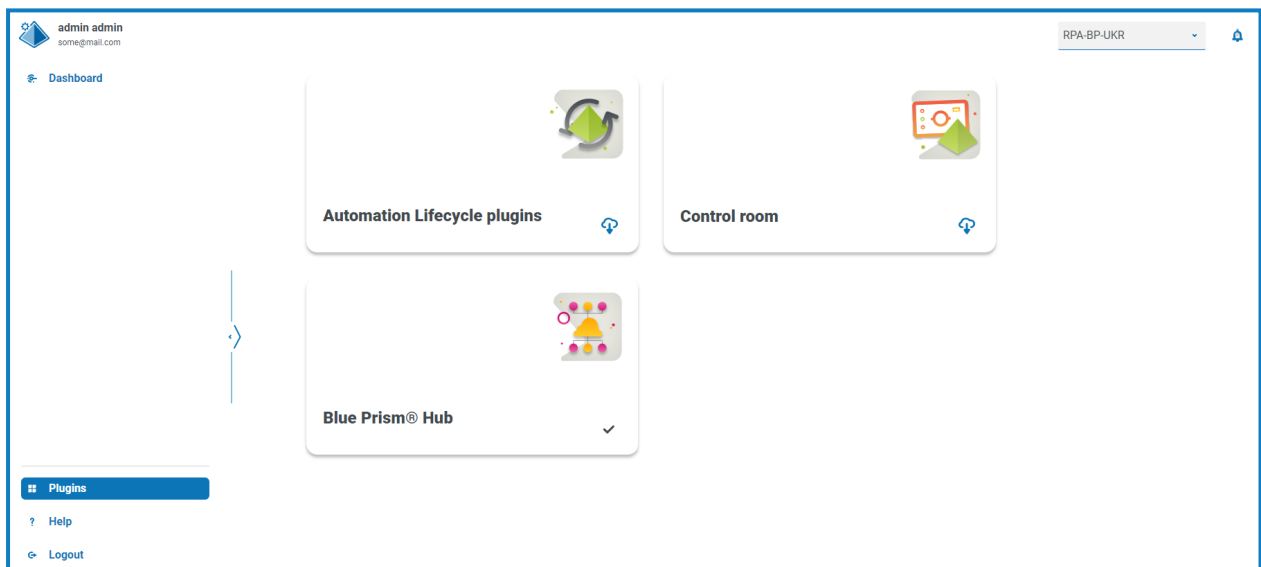 admin admin
some@mail.com
RPA-BP-UKR
Dashboard
Automation Lifecycle plugins
Control room
Blue Prism® Hub
Plugins
? Help
Logout